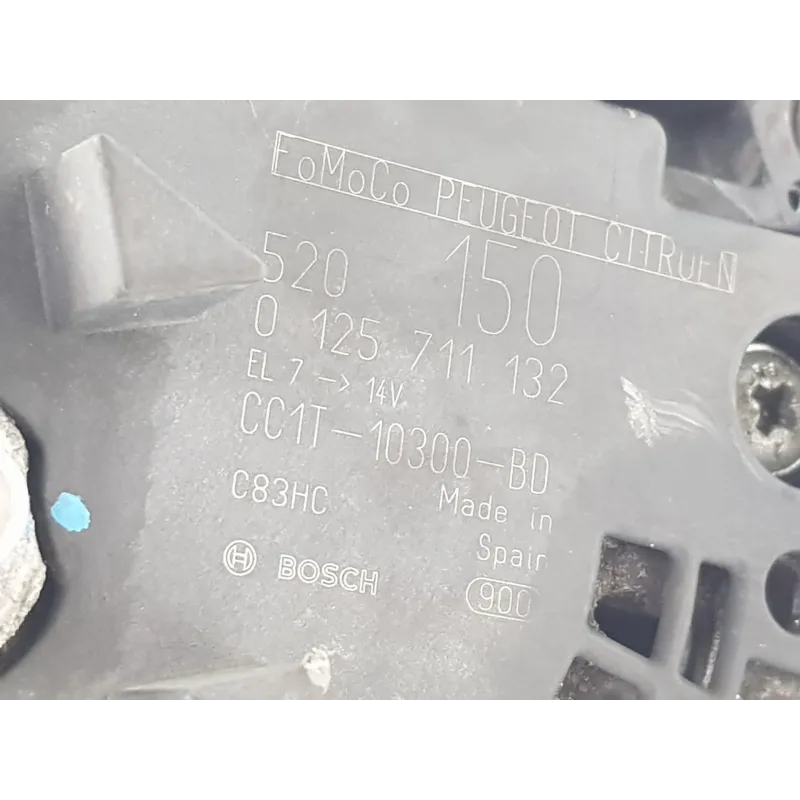 FoMoCo PEUGEOT CITROEN
520 150
0 125 711 132
EL 7 -> 14V
CC1T-10300-BD
C83HC Made in
Spain
BOSCH 900